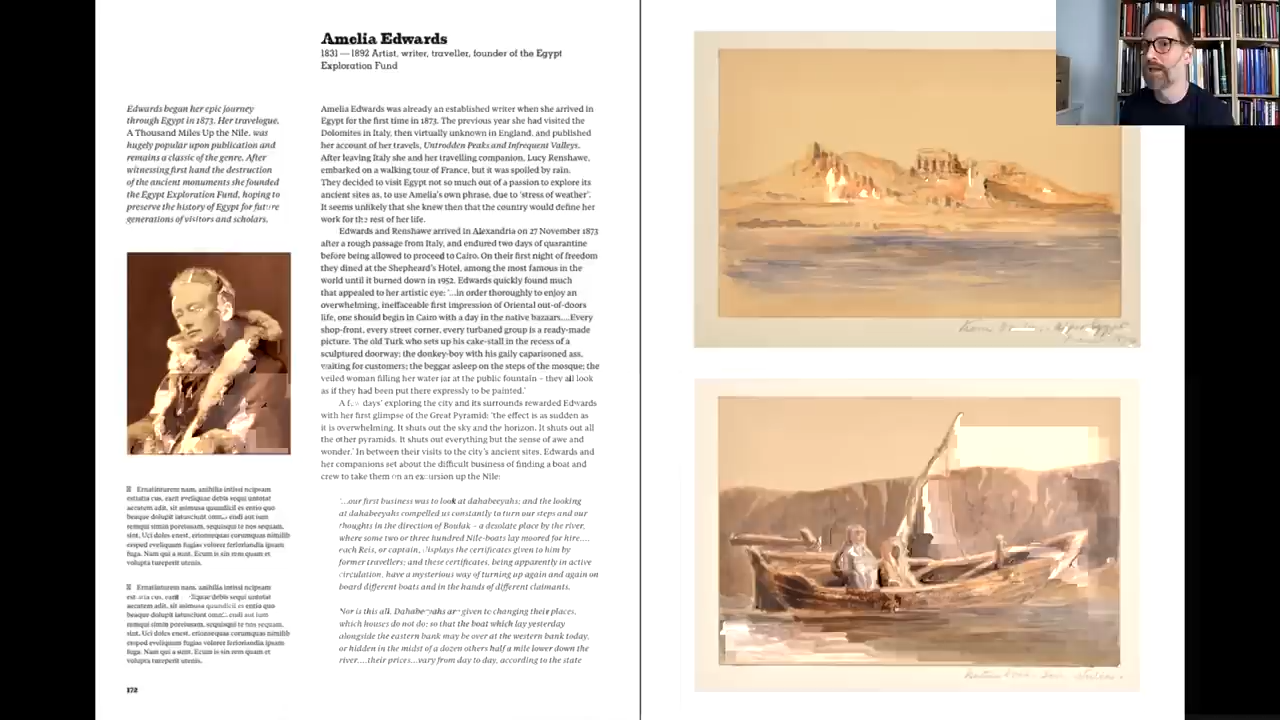 Amelia Edwards
1831 — 1892 Artist, writer, traveller, founder of the Egypt
Exploration Fund
Edwards began her epic journey
through Egypt in 1873. Her travelogue,
A Thousand Miles Up the Nile, was
hugely popular upon publication and
remains a classic of the genre. After
witnessing first hand the destruction
of the ancient monuments she founded
the Egypt Exploration Fund, hoping to
preserve the history of Egypt for future
generations of visitors and scholars.
Amelia Edwards was already an established writer when she arrived in
Egypt for the first time in 1873. The previous year she had visited the
Dolomites in Italy, then virtually unknown in England, and published
her account of her travels, Untrodden Peaks and Infrequent Valleys.
After leaving Italy she and her travelling companion, Lucy Renshawe,
embarked on a walking tour of France, but it was spoiled by rain.
They decided to visit Egypt not so much out of a passion to explore its
ancient sites as, to use Amelia's own phrase, due to 'stress of weather'.
It seems unlikely that she knew then that the country would define her
work for the rest of her life.
Edwards and Renshawe arrived in Alexandria on 27 November 1873
after a rough passage from Italy, and endured two days of quarantine
before being allowed to proceed to Cairo. On their first night of freedom
they dined at the Shepheard's Hotel, among the most famous in the
world until it burned down in 1952. Edwards quickly found much
that appealed to her artistic eye: '...in order thoroughly to enjoy an
overwhelming, ineffaceable first impression of Oriental out-of-doors
life, one should begin in Cairo with a day in the native bazaars....Every
shop-front, every street corner, every turbaned group is a ready-made
picture. The old Turk who sets up his cake-stall in the recess of a
sculptured doorway; the donkey-boy with his gaily caparisoned ass,
waiting for customers; the beggar asleep on the steps of the mosque; the
veiled woman filling her water jar at the public fountain – they all look
as if they had been put there expressly to be painted.'
A few days' exploring the city and its surrounds rewarded Edwards
with her first glimpse of the Great Pyramid: 'the effect is as sudden as
it is overwhelming. It shuts out the sky and the horizon. It shuts out all
the other pyramids. It shuts out everything but the sense of awe and
wonder.' In between their visits to the city's ancient sites, Edwards and
her companions set about the difficult business of finding a boat and
crew to take them on an excursion up the Nile:
'...our first business was to look at dahabeeyahs; and the looking
at dahabeeyahs compelled us constantly to turn our steps and our
thoughts in the direction of Boulak – a desolate place by the river,
where some two or three hundred Nile-boats lay moored for hire....
each Reis, or captain, displays the certificates given to him by
former travellers; and these certificates, being apparently in active
circulation, have a mysterious way of turning up again and again on
board different boats and in the hands of different claimants.
Nor is this all. Dahabeeyahs are given to changing their places,
which houses do not do; so that the boat which lay yesterday
alongside the eastern bank may be over at the western bank today,
or hidden in the midst of a dozen others half a mile lower down the
river....their prices...vary from day to day, according to the state
172